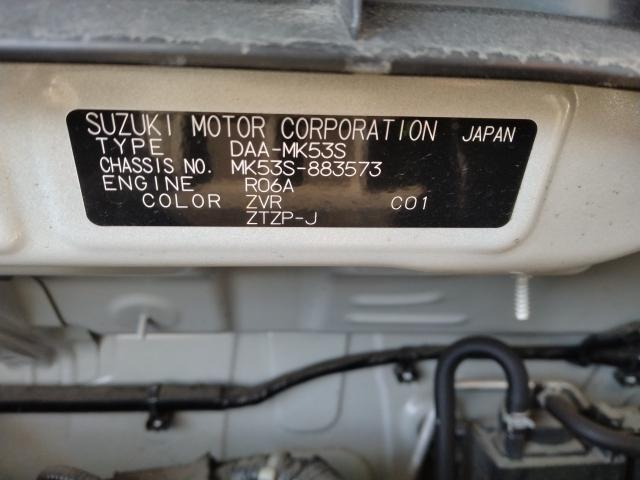 SUZUKI MOTOR CORPORATION JAPAN
TYPE DAA-MK53S
CHASSIS NO. MK53S-883573
ENGINE R06A
COLOR ZVR C01
ZTZP-J